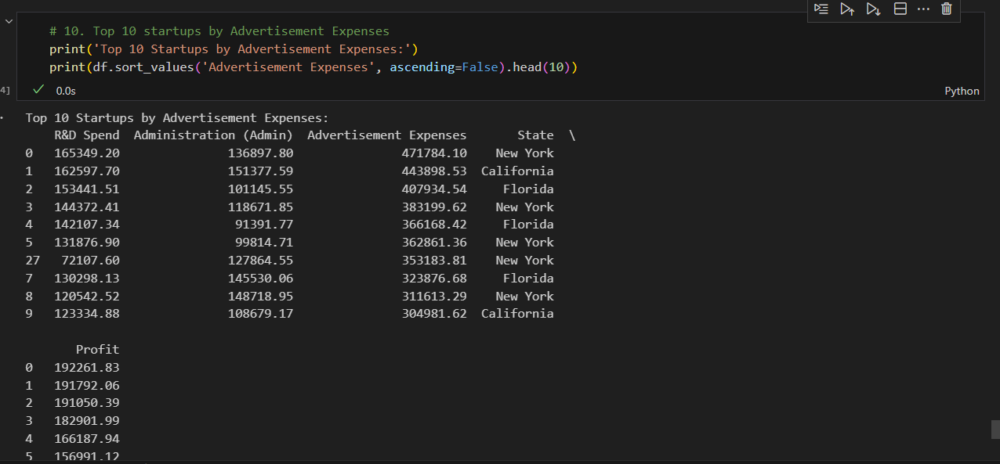 # 10. Top 10 startups by Advertisement Expenses
print('Top 10 Startups by Advertisement Expenses:')
print(df.sort_values('Advertisement Expenses', ascending=False).head(10))
4] 0.0s Python
Top 10 Startups by Advertisement Expenses:
R&D Spend Administration (Admin) Advertisement Expenses State \
0 165349.20 136897.80 471784.10 New York
1 162597.70 151377.59 443898.53 California
2 153441.51 101145.55 407934.54 Florida
3 144372.41 118671.85 383199.62 New York
4 142107.34 91391.77 366168.42 Florida
5 131876.90 99814.71 362861.36 New York
27 72107.60 127864.55 353183.81 New York
7 130298.13 145530.06 323876.68 Florida
8 120542.52 148718.95 311613.29 New York
9 123334.88 108679.17 304981.62 California
Profit
0 192261.83
1 191792.06
2 191050.39
3 182901.99
4 166187.94
5 156991.12